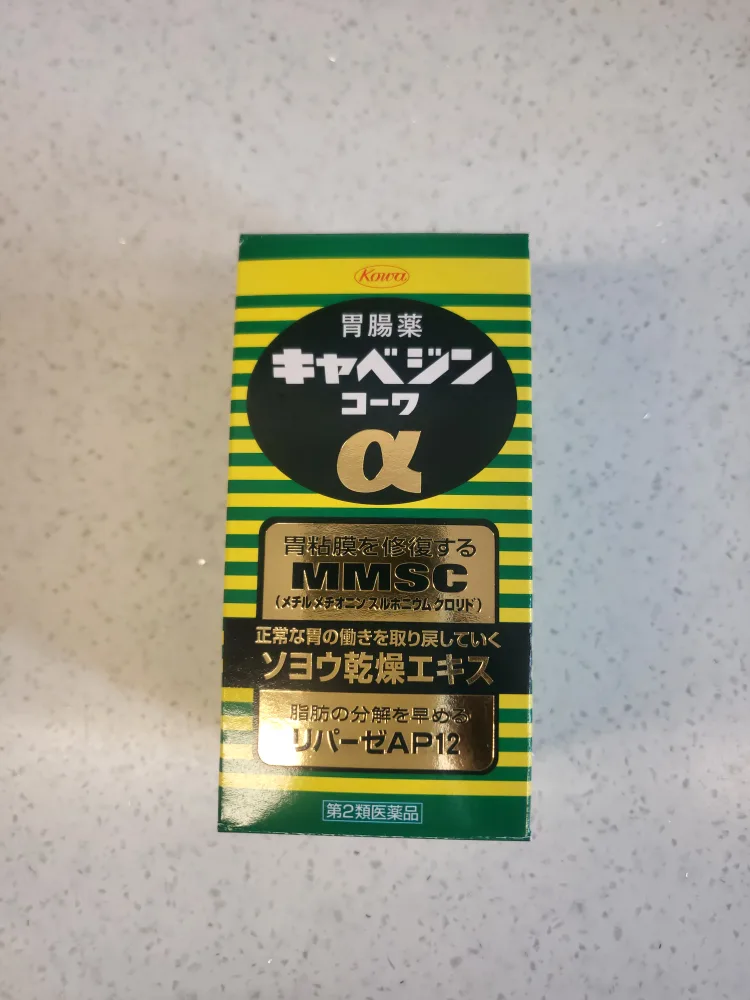 Kowa
胃腸薬
キャベジン
コーワ
α
胃粘膜を修復する
MMSC
(メチルメチオニンスルホニウムクロリド)
正常な胃の働きを取り戻していく
ソヨウ乾燥エキス
脂肪の分解を早める
リパーゼAP12
第2類医薬品